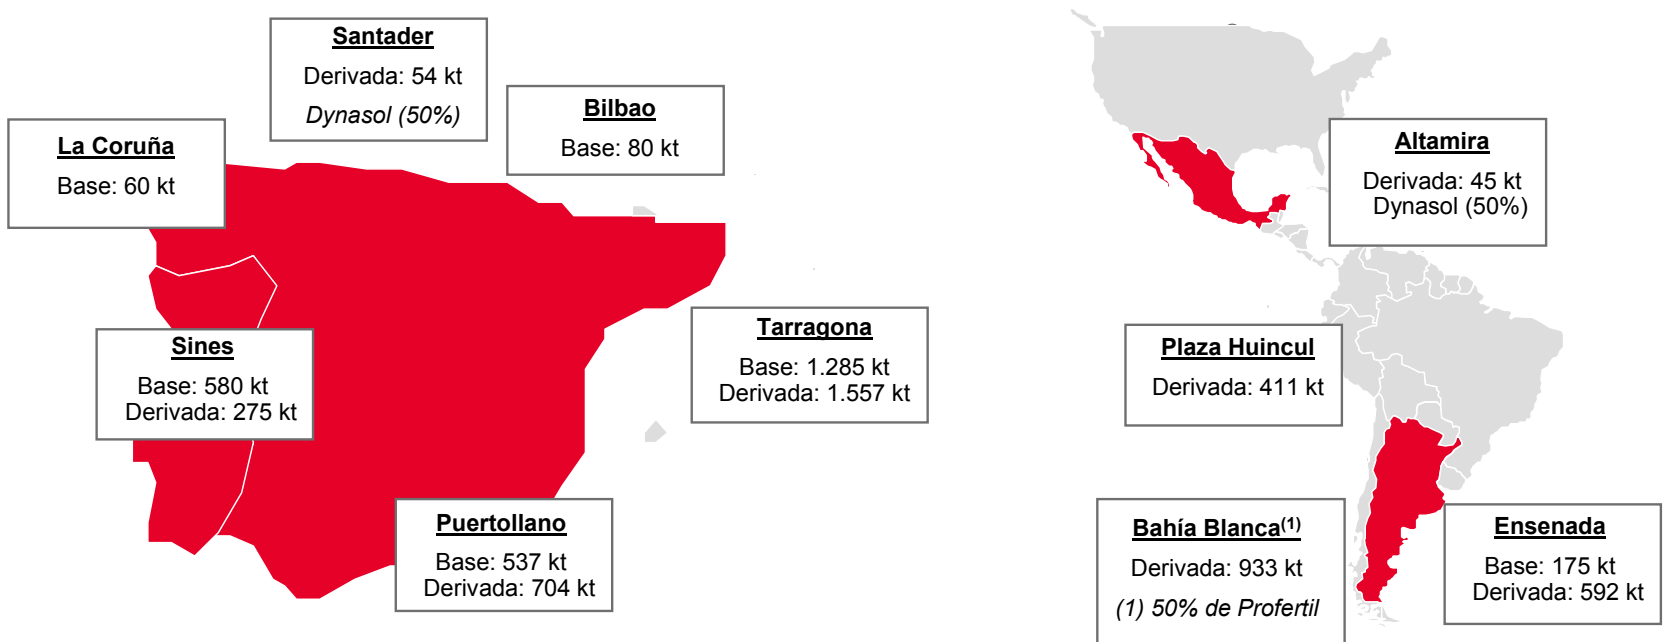 Santader
Derivada: 54 kt
Dynasol (50%)
Bilbao
Base: 80 kt
La Coruña
Base: 60 kt
Sines
Base: 580 kt
Derivada: 275 kt
Tarragona
Base: 1.285 kt
Derivada: 1.557 kt
Puertollano
Base: 537 kt
Derivada: 704 kt
Altamira
Derivada: 45 kt
Dynasol (50%)
Plaza Huincul
Derivada: 411 kt
Bahía Blanca(1)
Derivada: 933 kt
(1) 50% de Profertil
Ensenada
Base: 175 kt
Derivada: 592 kt